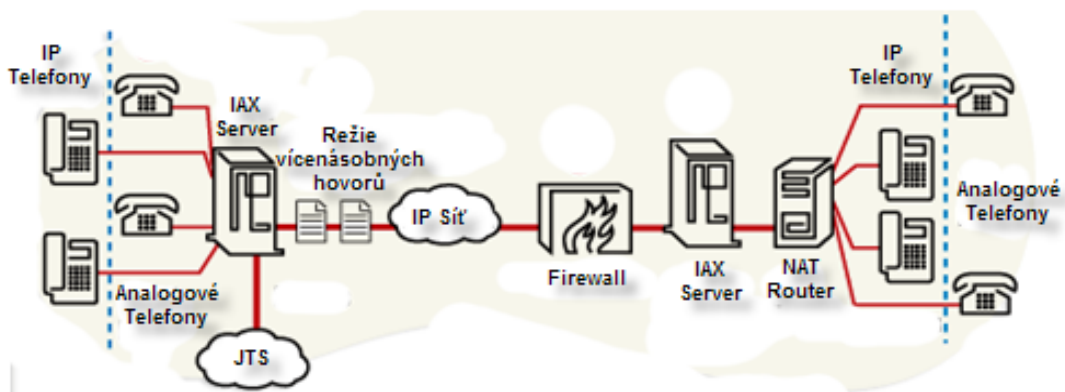 IP
Telefony
IAX
Server
Režie
vícenásobných
hovorů
IP Síť
Analogové
Telefony
JTS
Firewall
IAX
Server
NAT
Router
IP
Telefony
Analogové
Telefony